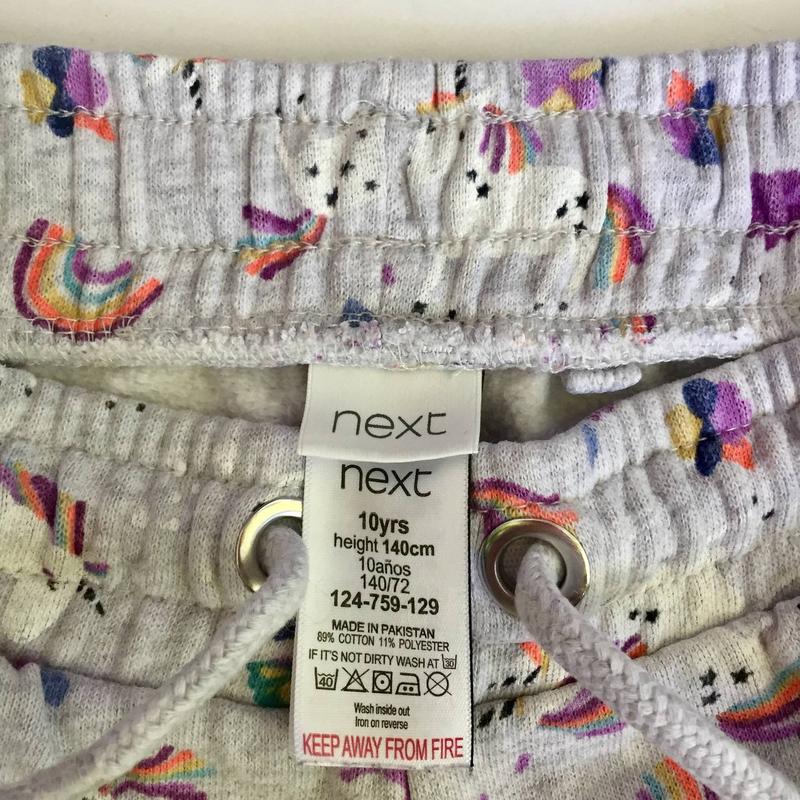 next
next
10yrs
height 140cm
10años
140/72
124-759-129
MADE IN PAKISTAN
89% COTTON 11% POLYESTER
IF IT'S NOT DIRTY WASH AT 30
40
Wash inside out
Iron on reverse
KEEP AWAY FROM FIRE